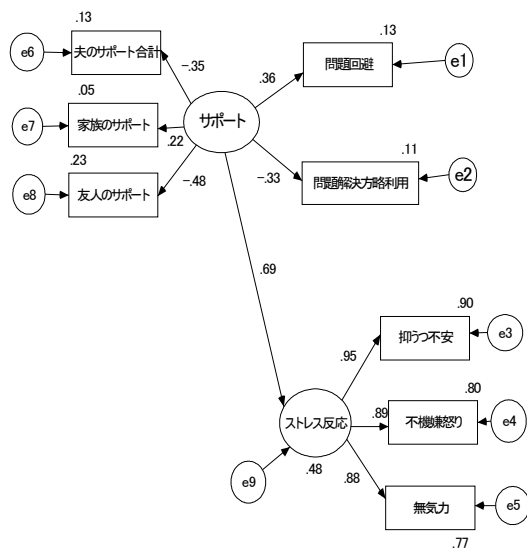 .13
e6
夫のサポート合計
-.35
.05
e7
家族のサポート
.22
.23
e8
友人のサポート
-.48
サポート
.13
問題回避
e1
.36
.11
問題解決方略利用
e2
-.33
.69
.90
抑うつ不安
e3
.95
.80
不機嫌怒り
e4
.89
ストレス反応
.48
e9
.88
無気力
e5
.77